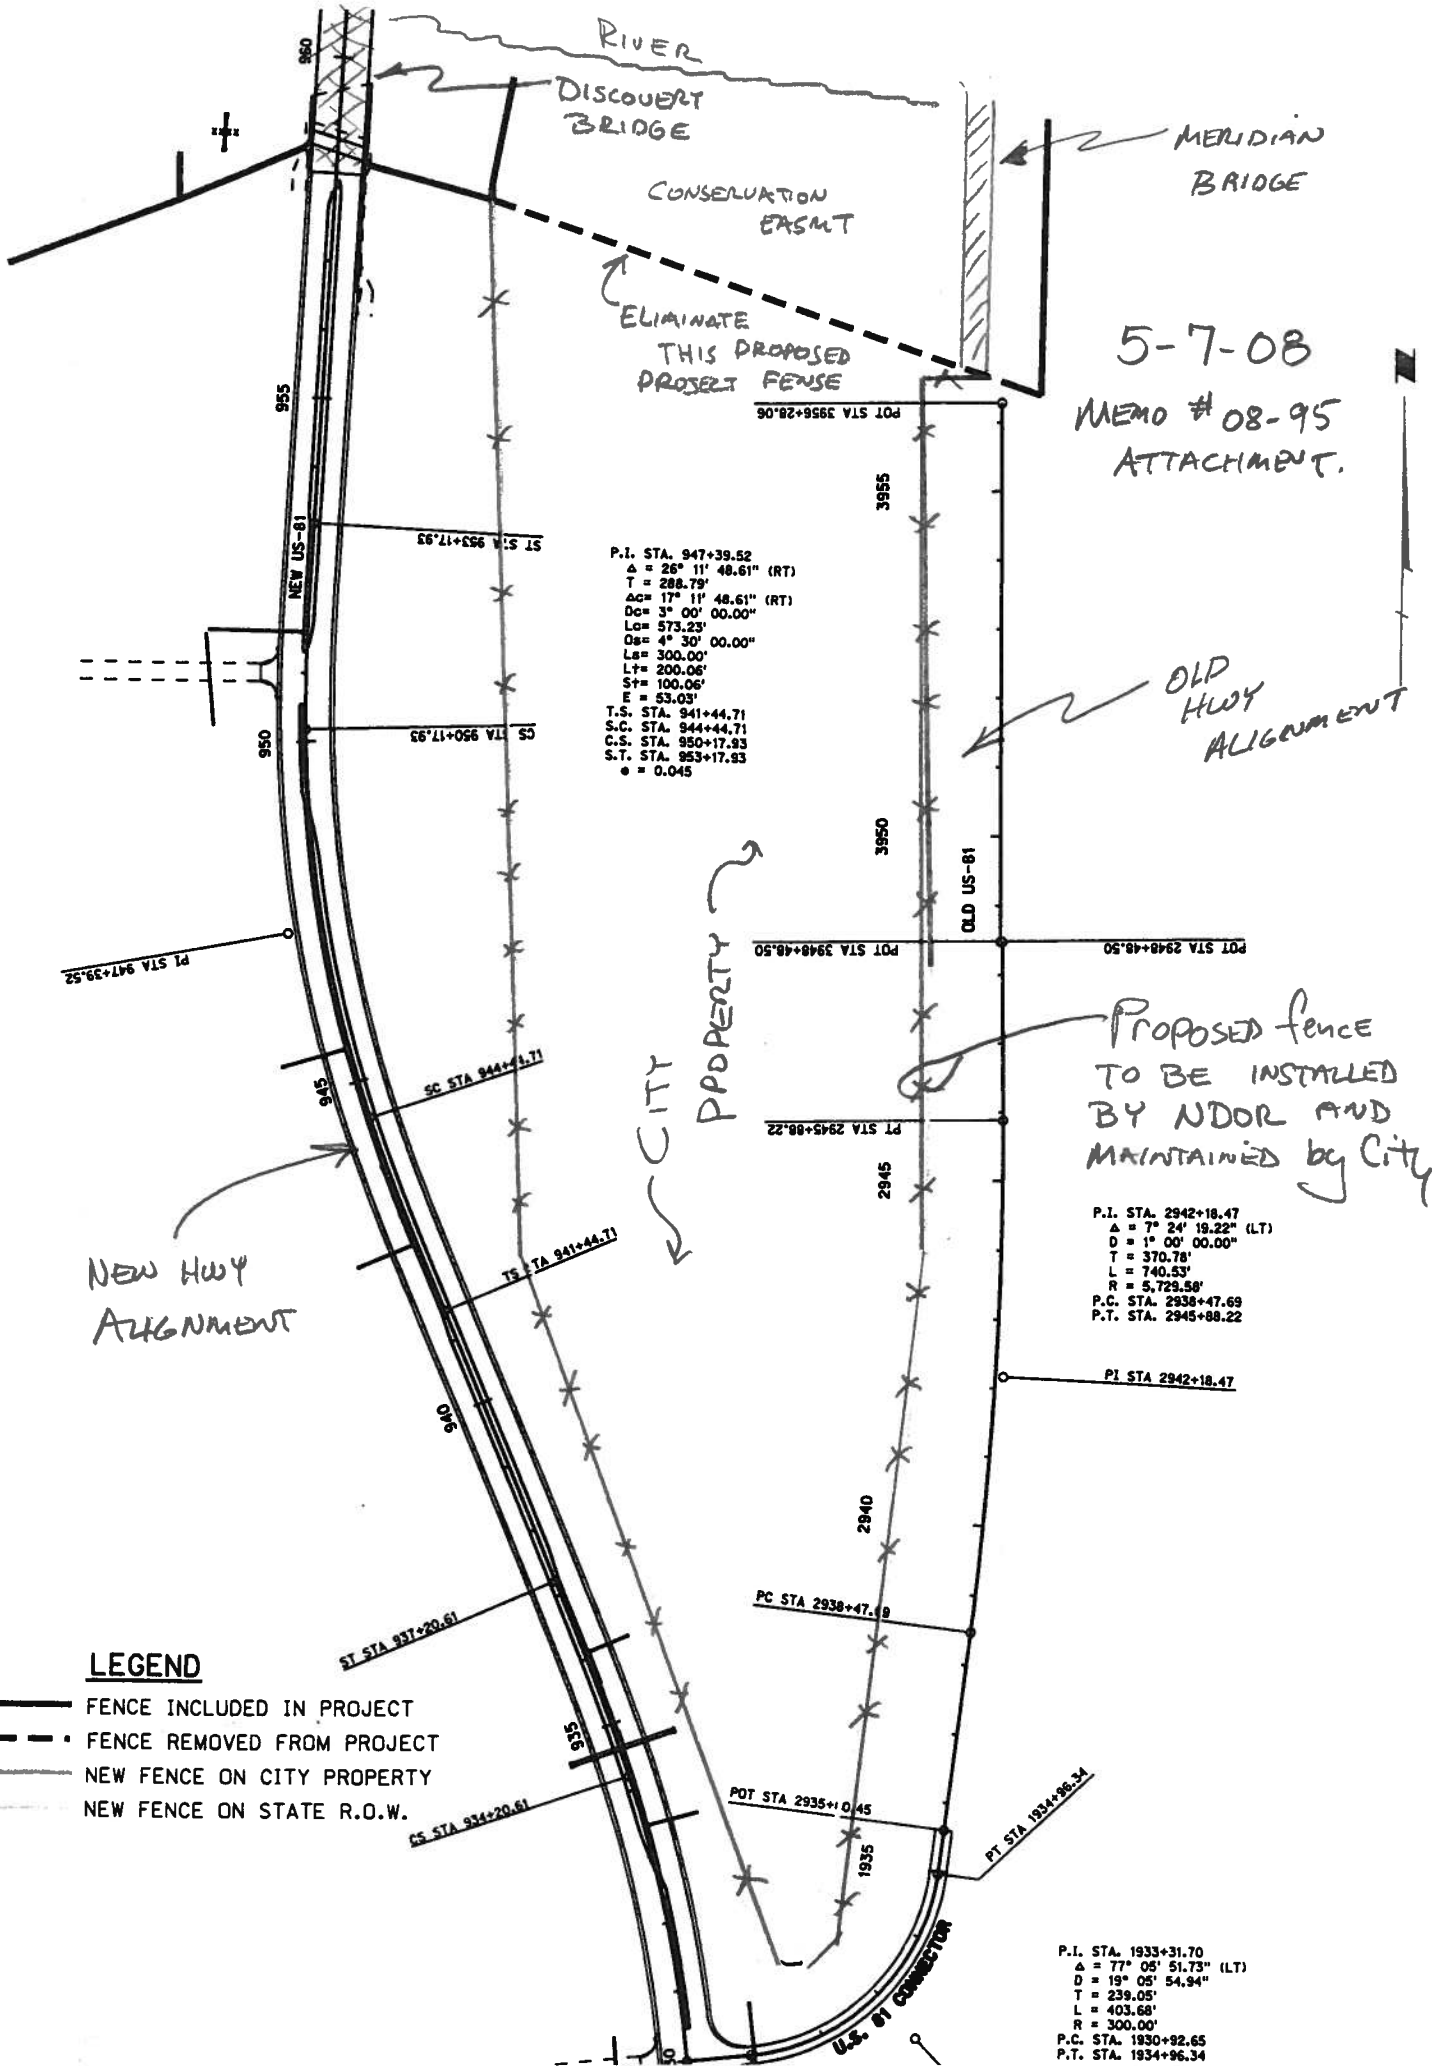 RIVER
960
DISCOVERY
BRIDGE
MERIDIAN
BRIDGE
CONSERVATION
EASMT
ELIMINATE
THIS PROPOSED
PROJECT FENSE
5-7-08
MEMO # 08-95
ATTACHMENT.
955
POT STA 3956+28.06
3955
NEW US-81
ST STA 953+17.93
P.I. STA. 947+39.52
Δ = 26° 11' 48.61" (RT)
T = 288.79'
Δc= 17° 11' 48.61" (RT)
Dc= 3° 00' 00.00"
Lc= 573.23'
Θs= 4° 30' 00.00"
Ls= 300.00'
Lt= 200.06'
St= 100.06'
E = 53.03'
T.S. STA. 941+44.71
S.C. STA. 944+44.71
C.S. STA. 950+17.93
S.T. STA. 953+17.93
e = 0.045
OLD
HWY
ALIGNMENT
950
CS STA 950+17.93
3950
OLD US-81
PI STA 947+39.52
POT STA 3948+48.50
POT STA 2948+48.50
CITY
PROPERTY
Proposed fence
TO BE INSTALLED
BY NDOR AND
MAINTAINED by City
945
SC STA 944+44.71
PT STA 2945+88.22
2945
NEW HWY
ALIGNMENT
TS STA 941+44.71
P.I. STA. 2942+18.47
Δ = 7° 24' 19.22" (LT)
D = 1° 00' 00.00"
T = 370.78'
L = 740.53'
R = 5,729.58'
P.C. STA. 2938+47.69
P.T. STA. 2945+88.22
PI STA 2942+18.47
940
2940
PC STA 2938+47.69
ST STA 937+20.61
LEGEND
FENCE INCLUDED IN PROJECT
FENCE REMOVED FROM PROJECT
NEW FENCE ON CITY PROPERTY
NEW FENCE ON STATE R.O.W.
935
CS STA 934+20.61
POT STA 2935+10.45
1935
PT STA 1934+96.34
U.S. 81 CONNECTOR
P.I. STA. 1933+31.70
Δ = 77° 05' 51.73" (LT)
D = 19° 05' 54.94"
T = 239.05'
L = 403.68'
R = 300.00'
P.C. STA. 1930+92.65
P.T. STA. 1934+96.34